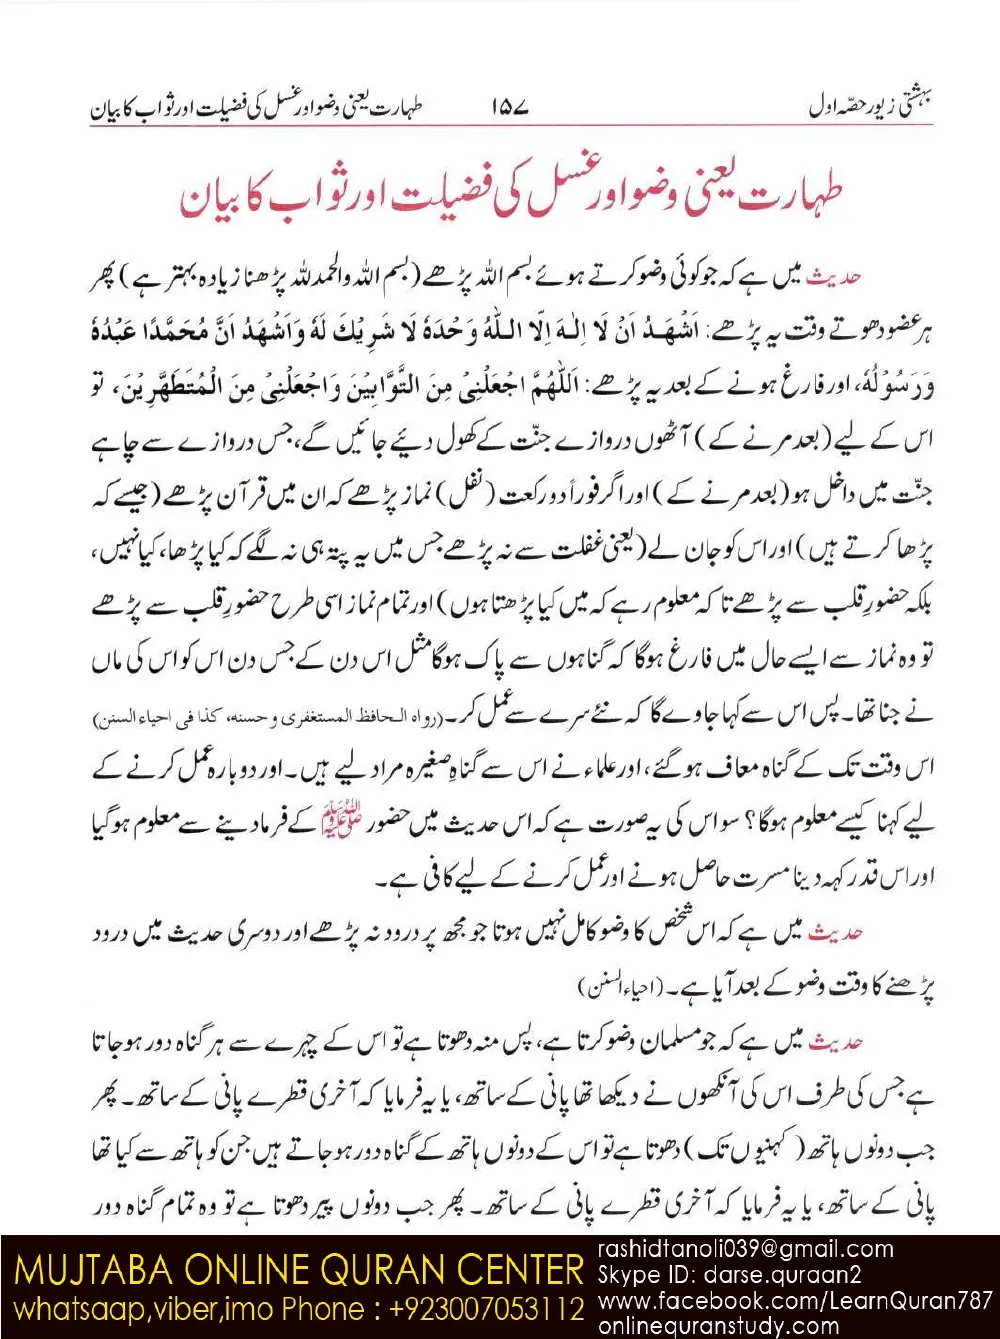 بہشتی زیور حصّہ اول ۱۵۷ طہارت یعنی وضو اور غسل کی فضیلت اور ثواب کا بیان
طہارت یعنی وضو اور غسل کی فضیلت اور ثواب کا بیان
حدیث میں ہے کہ جو کوئی وضو کرتے ہوئے بسم اللہ پڑھے (بسم اللہ والحمدللہ پڑھنا زیادہ بہتر ہے) پھر
ہر عضو دھوتے وقت یہ پڑھے: اَشْهَدُ اَنْ لَا اِلٰهَ اِلَّا اللّٰهُ وَحْدَهٗ لَا شَرِيْكَ لَهٗ وَاَشْهَدُ اَنَّ مُحَمَّدًا عَبْدُهٗ
وَرَسُوْلُهٗ، اور فارغ ہونے کے بعد یہ پڑھے: اَللّٰهُمَّ اجْعَلْنِيْ مِنَ التَّوَّابِيْنَ وَاجْعَلْنِيْ مِنَ الْمُتَطَهَّرِيْنَ، تو
اس کے لیے (بعد مرنے کے) آٹھوں دروازے جنّت کے کھول دیئے جائیں گے، جس دروازے سے چاہے
جنّت میں داخل ہو (بعد مرنے کے) اور اگر فوراً دو رکعت (نفل) نماز پڑھے کہ ان میں قرآن پڑھے (جیسے کہ
پڑھا کرتے ہیں) اور اس کو جان لے (یعنی غفلت سے نہ پڑھے جس میں یہ پتہ ہی نہ لگے کہ کیا پڑھا، کیا نہیں،
بلکہ حضورِ قلب سے پڑھے تاکہ معلوم رہے کہ میں کیا پڑھتا ہوں) اور تمام نماز اسی طرح حضورِ قلب سے پڑھے
تو وہ نماز سے ایسے حال میں فارغ ہوگا کہ گناہوں سے پاک ہوگا مثل اس دن کے جس دن اس کو اس کی ماں
نے جنا تھا۔ پس اس سے کہا جاوے گا کہ نئے سرے سے عمل کر۔ (رواه الحافظ المستغفری و حسنه، کذا فی احیاء السنن)
اس وقت تک کے گناہ معاف ہوگئے، اور علماء نے اس سے گناہِ صغیرہ مراد لیے ہیں۔ اور دوبارہ عمل کرنے کے
لیے کہنا کیسے معلوم ہوگا؟ سو اس کی یہ صورت ہے کہ اس حدیث میں حضور ﷺ کے فرما دینے سے معلوم ہوگیا
اور اس قدر کہہ دینا مسرت حاصل ہونے اور عمل کرنے کے لیے کافی ہے۔
حدیث میں ہے کہ اس شخص کا وضو کامل نہیں ہوتا جو مجھ پر درود نہ پڑھے اور دوسری حدیث میں درود
پڑھنے کا وقت وضو کے بعد آیا ہے۔ (احیاء السنن)
حدیث میں ہے کہ جو مسلمان وضو کرتا ہے، پس منہ دھوتا ہے تو اس کے چہرے سے ہر گناہ دور ہوجاتا
ہے جس کی طرف اس کی آنکھوں نے دیکھا تھا پانی کے ساتھ، یا یہ فرمایا کہ آخری قطرے پانی کے ساتھ۔ پھر
جب دونوں ہاتھ (کہنیوں تک) دھوتا ہے تو اس کے دونوں ہاتھ کے گناہ دور ہوجاتے ہیں جن کو ہاتھ سے کیا تھا
پانی کے ساتھ، یا یہ فرمایا کہ آخری قطرے پانی کے ساتھ۔ پھر جب دونوں پیر دھوتا ہے تو وہ تمام گناہ دور
MUJTABA ONLINE QURAN CENTER
whatsaap,viber,imo Phone : +923007053112
rashidtanoli039@gmail.com
Skype ID: darse.quraan2
www.facebook.com/LearnQuran787
onlinequranstudy.com